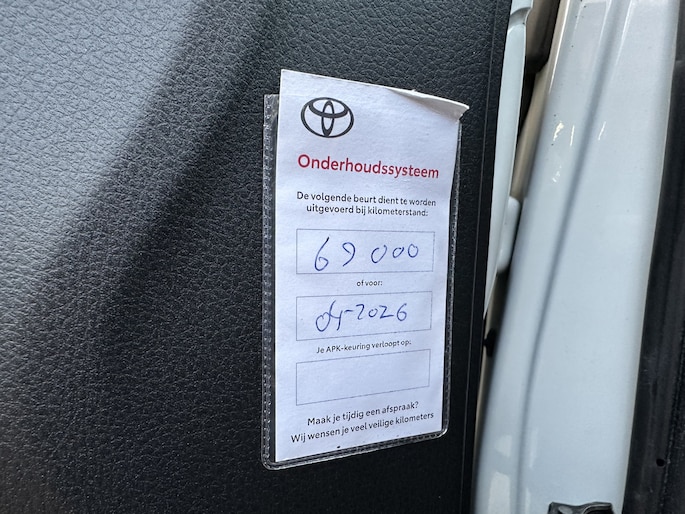 Onderhoudssysteem
De volgende beurt dient te worden
uitgevoerd bij kilometerstand:
69 000
of voor:
-2026
Je APK-keuring verloopt op:
Maak je tijdig een afspraak?
Wij wensen je veel veilige kilometers